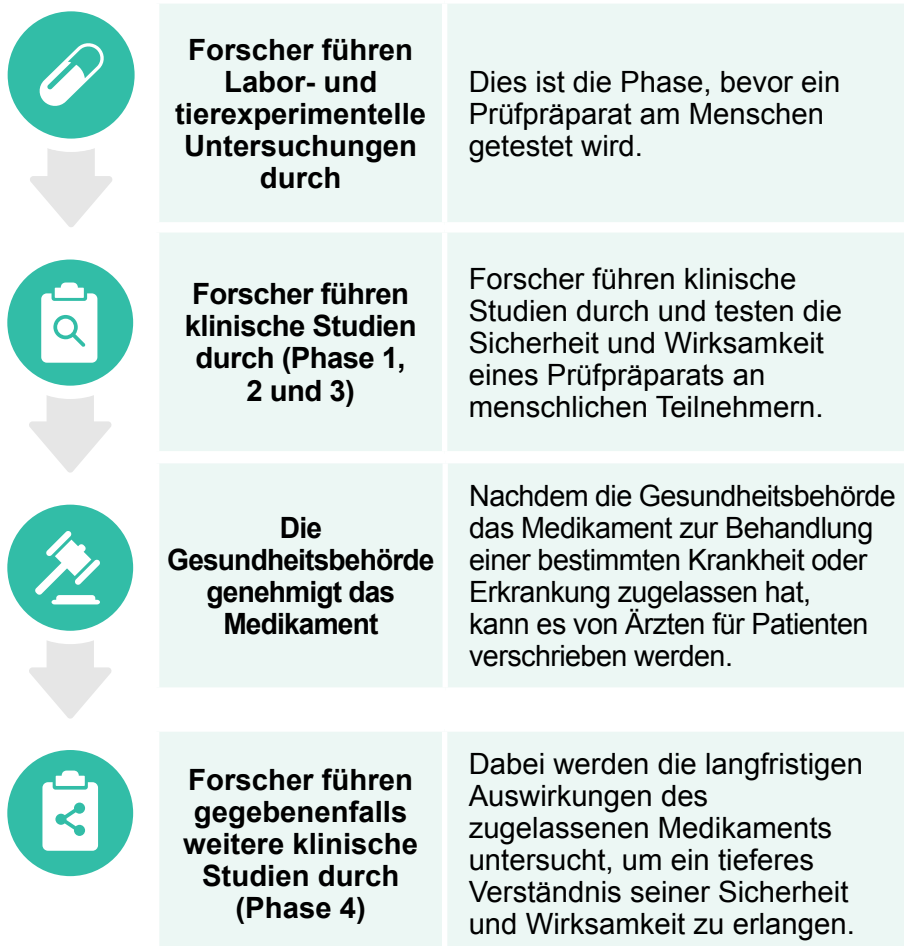 Forscher führen
Labor- und
tierexperimentelle
Untersuchungen
durch
Dies ist die Phase, bevor ein
Prüfpräparat am Menschen
getestet wird.
Forscher führen
klinische Studien
durch (Phase 1,
2 und 3)
Forscher führen klinische
Studien durch und testen die
Sicherheit und Wirksamkeit
eines Prüfpräparats an
menschlichen Teilnehmern.
Die
Gesundheitsbehörde
genehmigt das
Medikament
Nachdem die Gesundheitsbehörde
das Medikament zur Behandlung
einer bestimmten Krankheit oder
Erkrankung zugelassen hat,
kann es von Ärzten für Patienten
verschrieben werden.
Forscher führen
gegebenenfalls
weitere klinische
Studien durch
(Phase 4)
Dabei werden die langfristigen
Auswirkungen des
zugelassenen Medikaments
untersucht, um ein tieferes
Verständnis seiner Sicherheit
und Wirksamkeit zu erlangen.